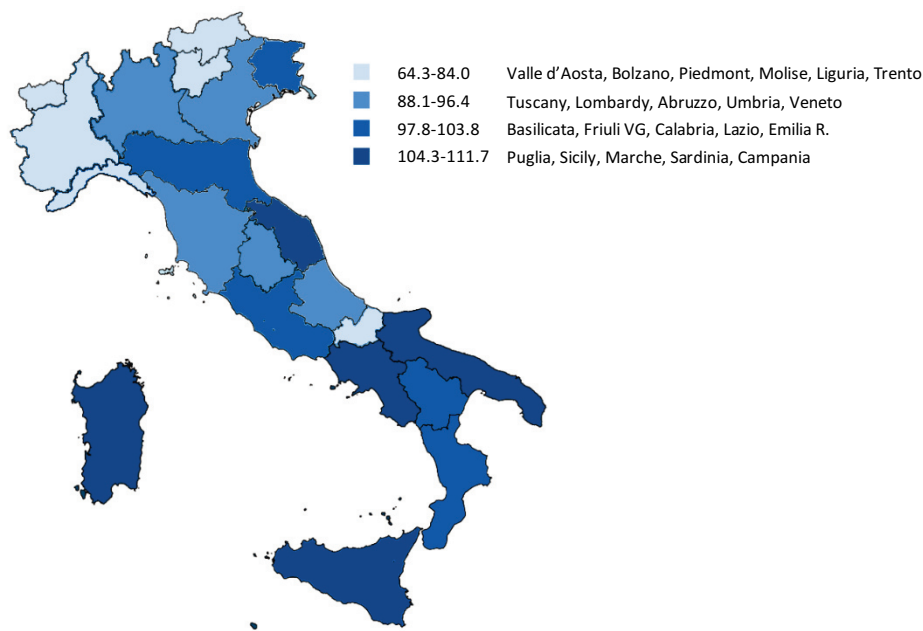 64.3-84.0 Valle d’Aosta, Bolzano, Piedmont, Molise, Liguria, Trento
88.1-96.4 Tuscany, Lombardy, Abruzzo, Umbria, Veneto
97.8-103.8 Basilicata, Friuli VG, Calabria, Lazio, Emilia R.
104.3-111.7 Puglia, Sicily, Marche, Sardinia, Campania